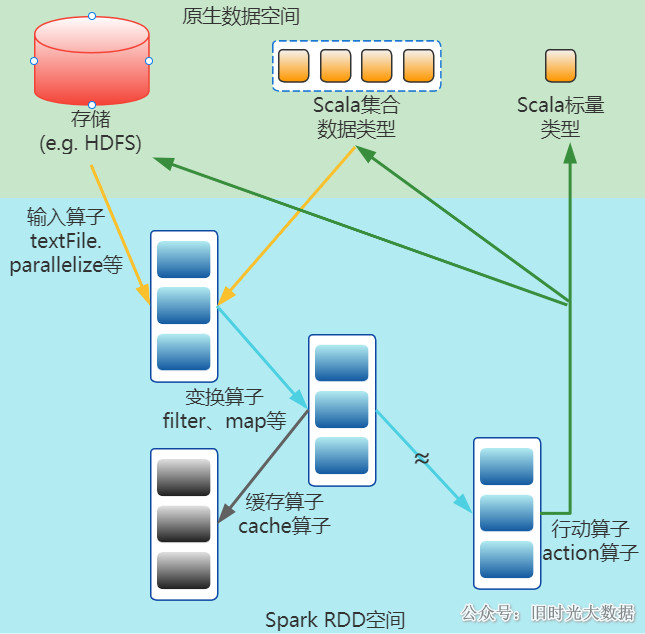 原生数据空间
存储
(e.g. HDFS)
Scala集合
数据类型
Scala标量
类型
输入算子
textFile.
parallelize等
变换算子
filter、map等
≈
缓存算子
cache算子
行动算子
action算子
Spark RDD空间
公众号：旧时光大数据